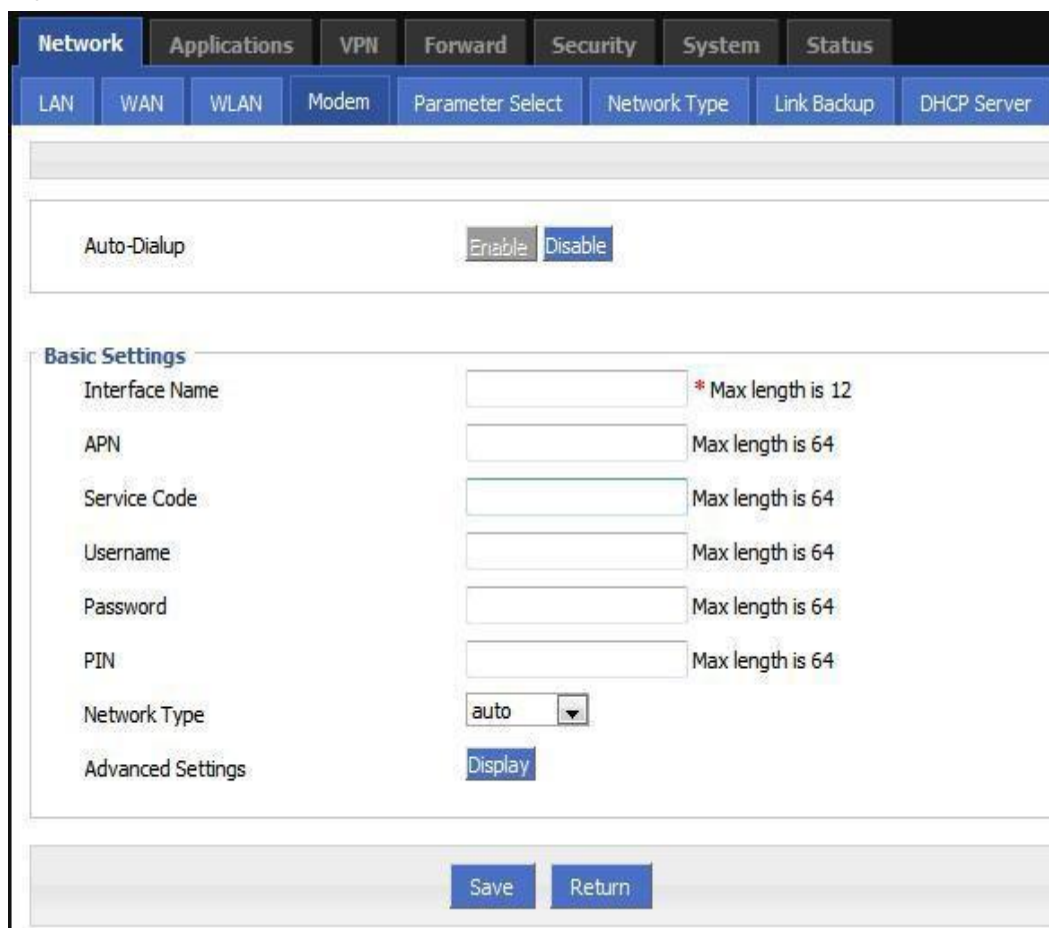 Network Applications VPN Forward Security System Status
LAN WAN WLAN Modem Parameter Select Network Type Link Backup DHCP Server
Auto-Dialup Enable Disable
Basic Settings
Interface Name * Max length is 12
APN Max length is 64
Service Code Max length is 64
Username Max length is 64
Password Max length is 64
PIN Max length is 64
Network Type auto
Advanced Settings Display
Save Return